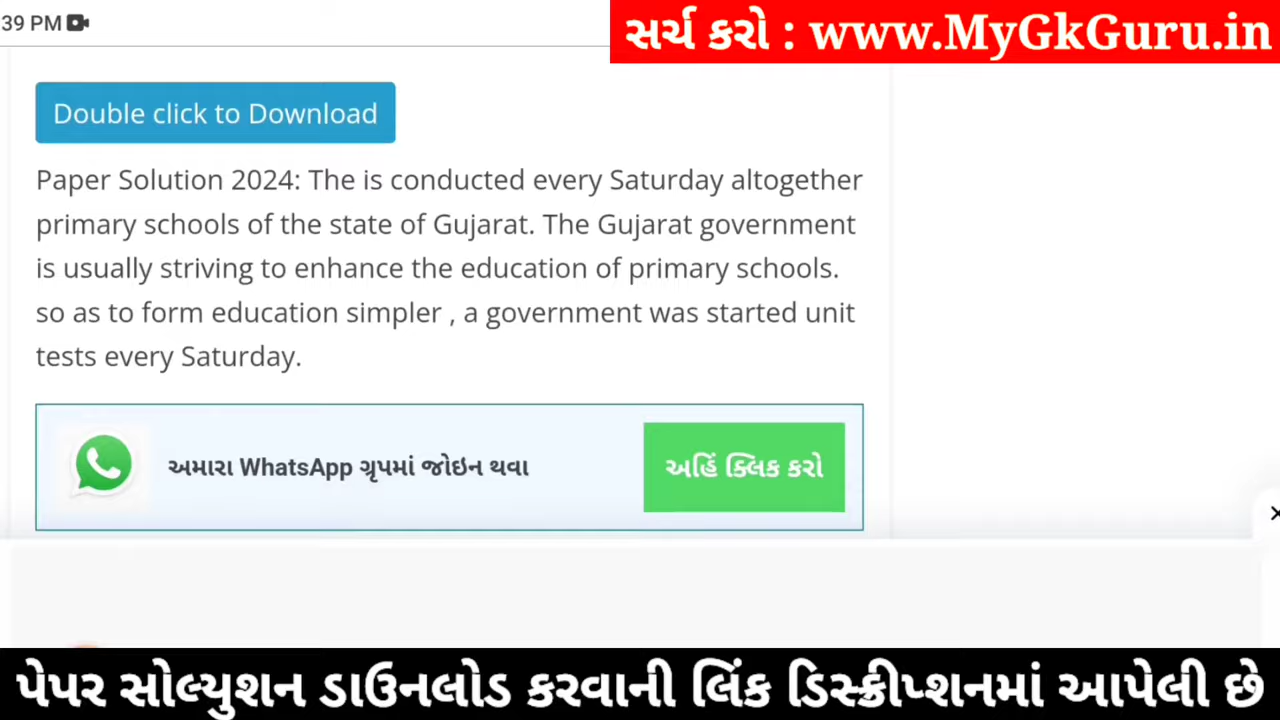 39 PM
સર્ચ કરો : www.MyGkGuru.in
Double click to Download
Paper Solution 2024: The is conducted every Saturday altogether
primary schools of the state of Gujarat. The Gujarat government
is usually striving to enhance the education of primary schools.
so as to form education simpler , a government was started unit
tests every Saturday.
અમારા WhatsApp ગ્રૃપમાં જોઇન થવા
અહિં ક્લિક કરો
પેપર સોલ્યુશન ડાઉનલોડ કરવાની લિંક ડિસ્ક્રીપ્શનમાં આપેલી છે